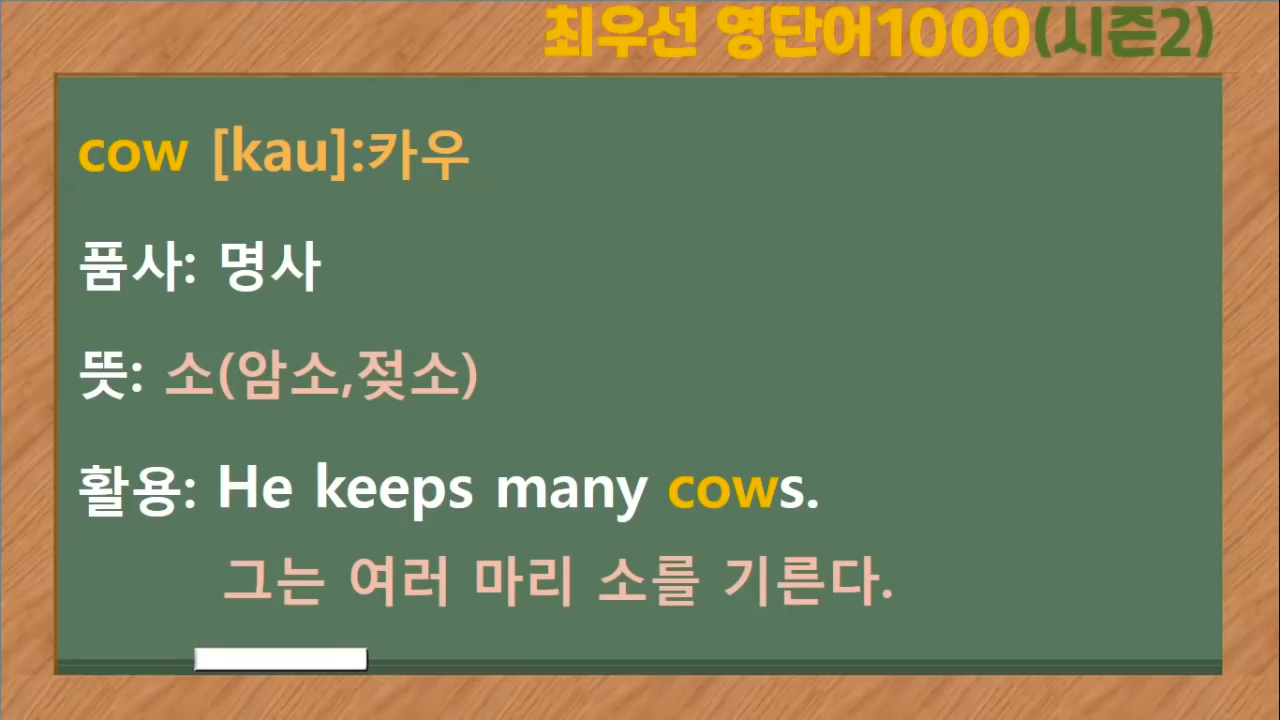 최우선 영단어1000(시즌2)
cow [kau]:카우
품사: 명사
뜻: 소(암소,젖소)
활용: He keeps many cows.
그는 여러 마리 소를 기른다.